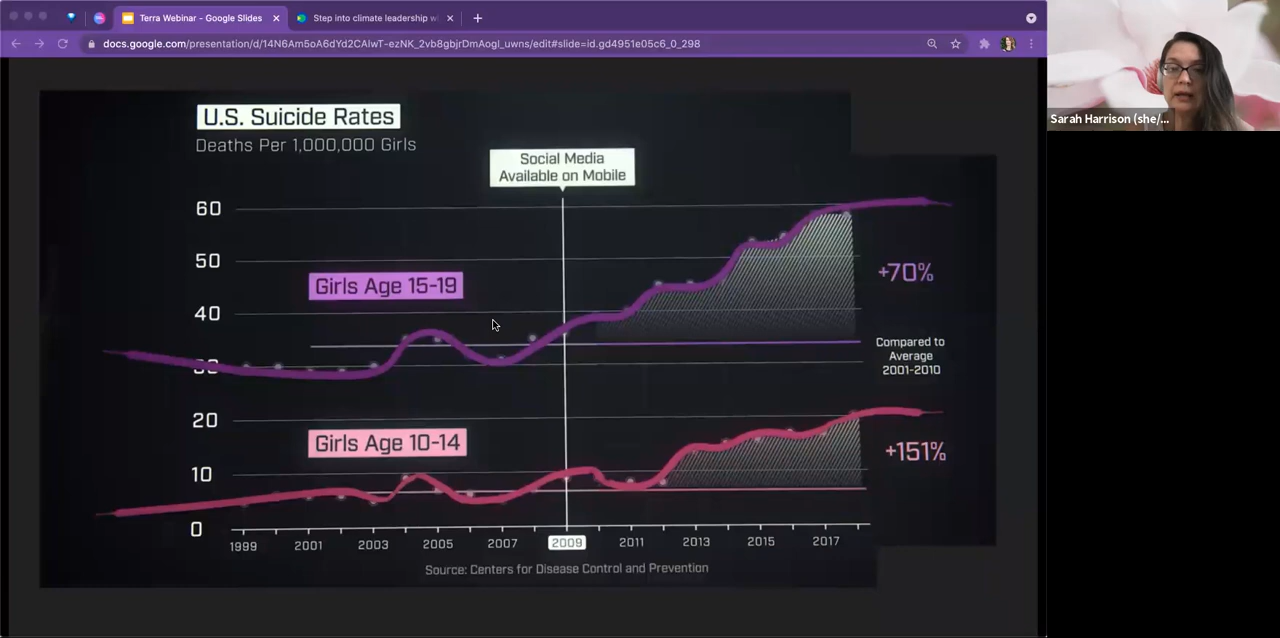 Terra Webinar - Google Slides
Step into climate leadership w
docs.google.com/presentation/d/14N6Am5oA6dYd2CAlwT-ezNK_2vb8gbjrDmAogl_uwns/edit#slide=id.gd4951e05c6_0_298
Sarah Harrison (she/...
U.S. Suicide Rates
Deaths Per 1,000,000 Girls
Social Media
Available on Mobile
60
50
Girls Age 15-19
+70%
40
Compared to
Average
2001-2010
30
20
Girls Age 10-14
+151%
10
0
1999 2001 2003 2005 2007 2009 2011 2013 2015 2017
Source: Centers for Disease Control and Prevention